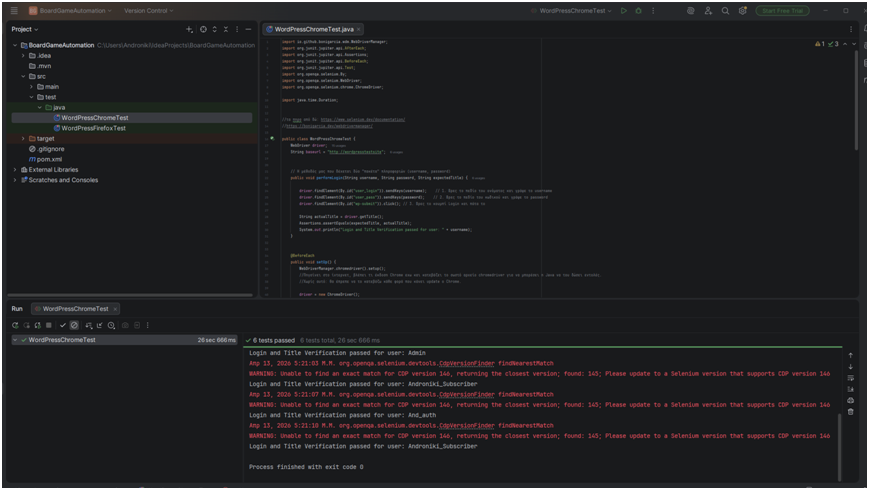 BoardGameAutomation
Version Control
WordPressChromeTest
Start Free Trial
Project
WordPressChromeTest.java
BoardGameAutomation C:\Users\Android\IdeaProjects\BoardGameAutomation
.idea
.mvn
src
main
test
java
WordPressChromeTest
WordPressFirefoxTest
target
.gitignore
pom.xml
External Libraries
Scratches and Consoles
1 3
import io.github.bonigarcia.wdm.WebDriverManager;
import org.junit.jupiter.api.AfterEach;
import org.junit.jupiter.api.Assertions;
import org.junit.jupiter.api.BeforeEach;
import org.junit.jupiter.api.Test;
import org.openqa.selenium.By;
import org.openqa.selenium.WebDriver;
import org.openqa.selenium.chrome.ChromeDriver;
import java.time.Duration;
public class WordPressChromeTest {
WebDriver driver;
String baseUrl =
public void performLogin(String username, String password, String expectedTitle) {
driver.findElement(By.id("user_login")).sendKeys(username);
driver.findElement(By.id("user_pass")).sendKeys(password);
driver.findElement(By.id("wp-submit")).click();
String actualTitle = driver.getTitle();
Assertions.assertEquals(expectedTitle, actualTitle);
System.out.println("Login and Title Verification passed for user: " + username);
}
@BeforeEach
public void setUp() {
WebDriverManager.chromedriver().setup();
driver = new ChromeDriver();
Run
WordPressChromeTest
WordPressChromeTest 26 sec 666 ms
6 tests passed 6 tests total, 26 sec 666 ms
Login and Title Verification passed for user: Admin
Απρ 13, 2026 5:21:03 Μ.Μ. org.openqa.selenium.devtools.CdpVersionFinder findNearestMatch
WARNING: Unable to find an exact match for CDP version 146, returning the closest version; found: 145; Please update to a Selenium version that supports CDP version 146
Login and Title Verification passed for user: Androniki_Subscriber
Απρ 13, 2026 5:21:07 Μ.Μ. org.openqa.selenium.devtools.CdpVersionFinder findNearestMatch
WARNING: Unable to find an exact match for CDP version 146, returning the closest version; found: 145; Please update to a Selenium version that supports CDP version 146
Login and Title Verification passed for user: And_auth
Απρ 13, 2026 5:21:10 Μ.Μ. org.openqa.selenium.devtools.CdpVersionFinder findNearestMatch
WARNING: Unable to find an exact match for CDP version 146, returning the closest version; found: 145; Please update to a Selenium version that supports CDP version 146
Login and Title Verification passed for user: Androniki_Subscriber
Process finished with exit code 0